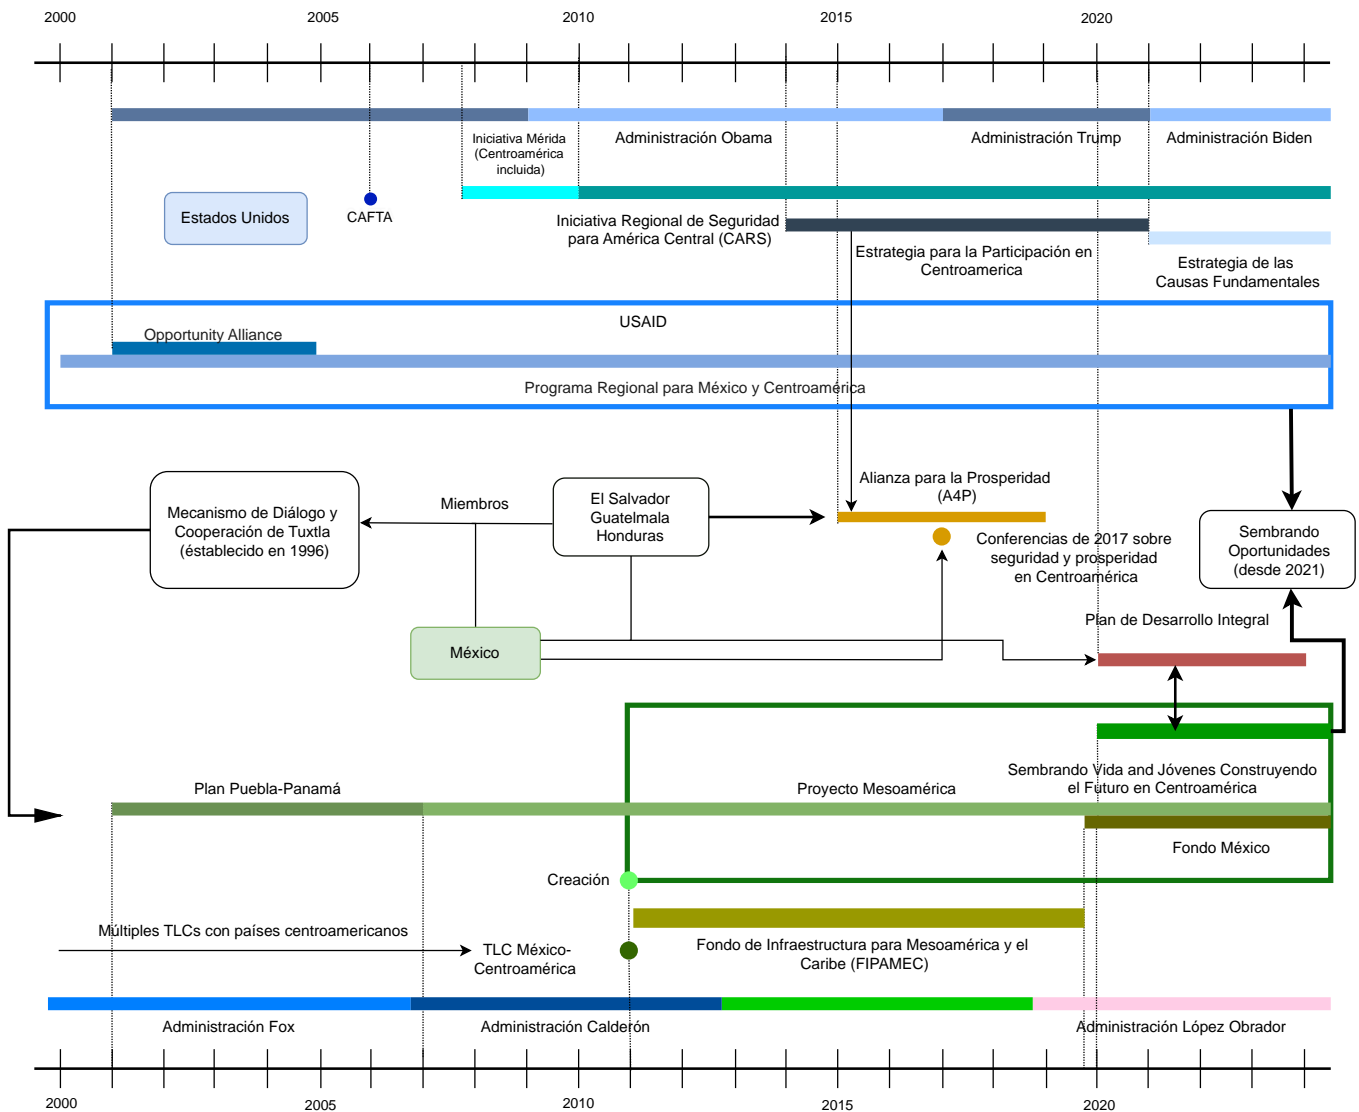 2000 2005 2010 2015 2020
Iniciativa Mérida
(Centroamérica
incluida)
Administración Obama
Administración Trump
Administración Biden
Estados Unidos
CAFTA
Iniciativa Regional de Seguridad
para América Central (CARS)
Estrategia para la Participación en
Centroamerica
Estrategia de las
Causas Fundamentales
USAID
Opportunity Alliance
Programa Regional para México y Centroamérica
Mecanismo de Diálogo y
Cooperación de Tuxtla
(éstablecido en 1996)
Miembros
El Salvador
Guatelmala
Honduras
Alianza para la Prosperidad
(A4P)
Conferencias de 2017 sobre
seguridad y prosperidad
en Centroamérica
Sembrando
Oportunidades
(desde 2021)
México
Plan de Desarrollo Integral
Plan Puebla-Panamá
Proyecto Mesoamérica
Sembrando Vida and Jóvenes Construyendo
el Futuro en Centroamérica
Fondo México
Creación
Múltiples TLCs con países centroamericanos
TLC México-
Centroamérica
Fondo de Infraestructura para Mesoamérica y el
Caribe (FIPAMEC)
Administración Fox
Administración Calderón
Administración López Obrador
2000 2005 2010 2015 2020